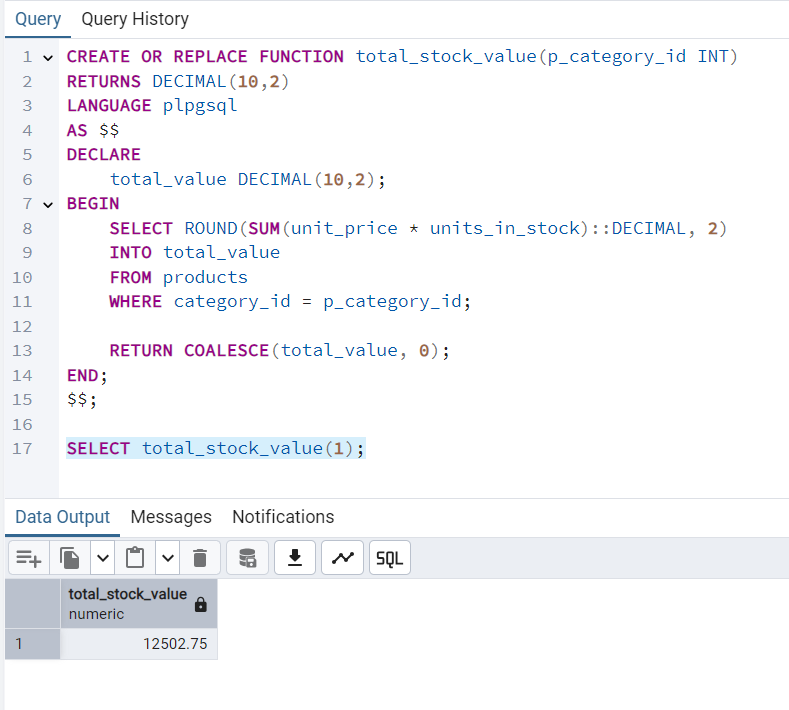 Query Query History
1 CREATE OR REPLACE FUNCTION total_stock_value(p_category_id INT)
2 RETURNS DECIMAL(10,2)
3 LANGUAGE plpgsql
4 AS $$
5 DECLARE
6 total_value DECIMAL(10,2);
7 BEGIN
8 SELECT ROUND(SUM(unit_price * units_in_stock)::DECIMAL, 2)
9 INTO total_value
10 FROM products
11 WHERE category_id = p_category_id;
12
13 RETURN COALESCE(total_value, 0);
14 END;
15 $$;
16
17 SELECT total_stock_value(1);
Data Output Messages Notifications
SQL
total_stock_value
numeric
1 12502.75